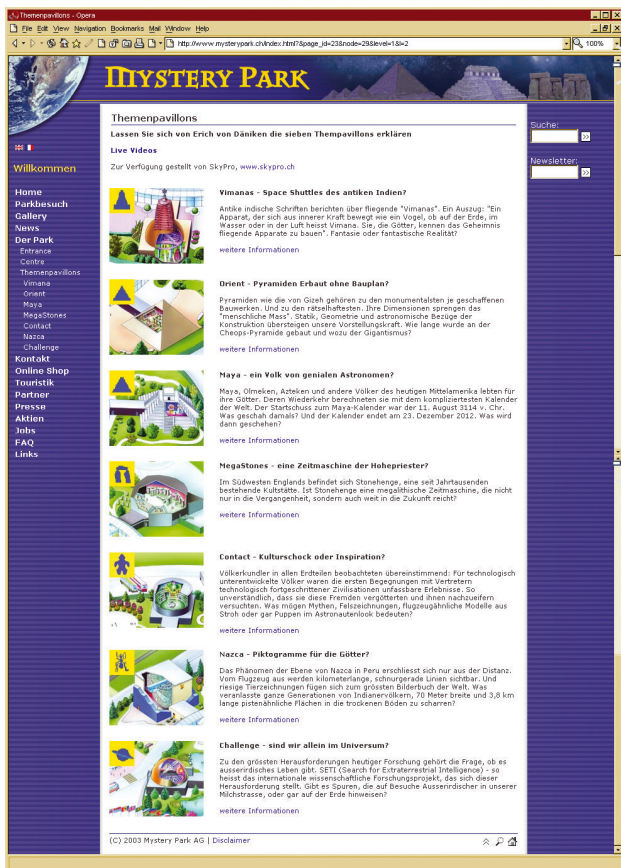 Themenpavillons - Opera
File Edit View Navigation Bookmarks Mail Window Help
http://www.mysterypark.ch/index.html?&page_id=23&node=29&level=1&l=2
100%
MYSTERY PARK
Willkommen
Home
Parkbesuch
Gallery
News
Der Park
Entrance
Centre
Themenpavillons
Vimana
Orient
Maya
MegaStones
Contact
Nazca
Challenge
Kontakt
Online Shop
Touristik
Partner
Presse
Aktien
Jobs
FAQ
Links
Themenpavillons
Lassen Sie sich von Erich von Däniken die sieben Thempavillons erklären
Live Videos
Zur Verfügung gestellt von SkyPro, www.skypro.ch
Vimanas - Space Shuttles des antiken Indien?
Antike indische Schriften berichten über fliegende "Vimanas". Ein Auszug: "Ein
Apparat, der sich aus innerer Kraft bewegt wie ein Vogel, ob auf der Erde, im
Wasser oder in der Luft heisst Vimana. Sie, die Götter, kennen das Geheimnis
fliegende Apparate zu bauen". Fantasie oder fantastische Realität?
weitere Informationen
Orient - Pyramiden Erbaut ohne Bauplan?
Pyramiden wie die von Gizeh gehören zu den monumentalsten je geschaffenen
Bauwerken. Und zu den rätselhaftesten. Ihre Dimensionen sprengen das
"menschliche Mass". Statik, Geometrie und astronomische Bezüge der
Konstruktion übersteigen unsere Vorstellungskraft. Wie lange wurde an der
Cheops-Pyramide gebaut und wozu der Gigantismus?
weitere Informationen
Maya - ein Volk von genialen Astronomen?
Maya, Olmeken, Azteken und andere Völker des heutigen Mittelamerika lebten für
ihre Götter. Deren Wiederkehr berechneten sie mit dem kompliziertesten Kalender
der Welt. Der Startschuss zum Maya-Kalender war der 11. August 3114 v. Chr.
Was geschah damals? Und der Kalender endet am 23. Dezember 2012. Was wird
dann geschehen?
weitere Informationen
MegaStones - eine Zeitmaschine der Hohepriester?
Im Südwesten Englands befindet sich Stonehenge, eine seit Jahrtausenden
bestehende Kultstätte. Ist Stonehenge eine megalithische Zeitmaschine, die nicht
nur in die Vergangenheit, sondern auch weit in die Zukunft reicht?
weitere Informationen
Contact - Kulturschock oder Inspiration?
Völkerkundler in allen Erdteilen beobachteten übereinstimmend: Für technologisch
unterentwickelte Völker waren die ersten Begegnungen mit Vertretern
technologisch fortgeschrittener Zivilisationen unfassbare Erlebnisse. So
unverständlich, dass sie diese Fremden vergötterten und ihnen nachzueifern
versuchten. Was mögen Mythen, Felszeichnungen, flugzeugähnliche Modelle aus
Stroh oder gar Puppen im Astronautenlook bedeuten?
weitere Informationen
Nazca - Piktogramme für die Götter?
Das Phänomen der Ebene von Nazca in Peru erschliesst sich nur aus der Distanz.
Vom Flugzeug aus werden kilometerlange, schnurgerade Linien sichtbar. Und
riesige Tierzeichnungen fügen sich zum grössten Bilderbuch der Welt. Was
veranlasste ganze Generationen von Indianervölkern, 70 Meter breite und 3,8 km
lange pistenähnliche Flächen in die trockenen Böden zu scharren?
weitere Informationen
Challenge - sind wir allein im Universum?
Zu den grössten Herausforderungen heutiger Forschung gehört die Frage, ob es
ausserirdisches Leben gibt. SETI (Search for Extraterrestrial Intelligence) - so
heisst das internationale wissenschaftliche Forschungsprojekt, das sich dieser
Herausforderung stellt. Gibt es Spuren, die auf Besuche Ausserirdischer in unserer
Milchstrasse, oder gar auf der Erde hinweisen?
weitere Informationen
(C) 2003 Mystery Park AG | Disclaimer
Suche:
Newsletter: